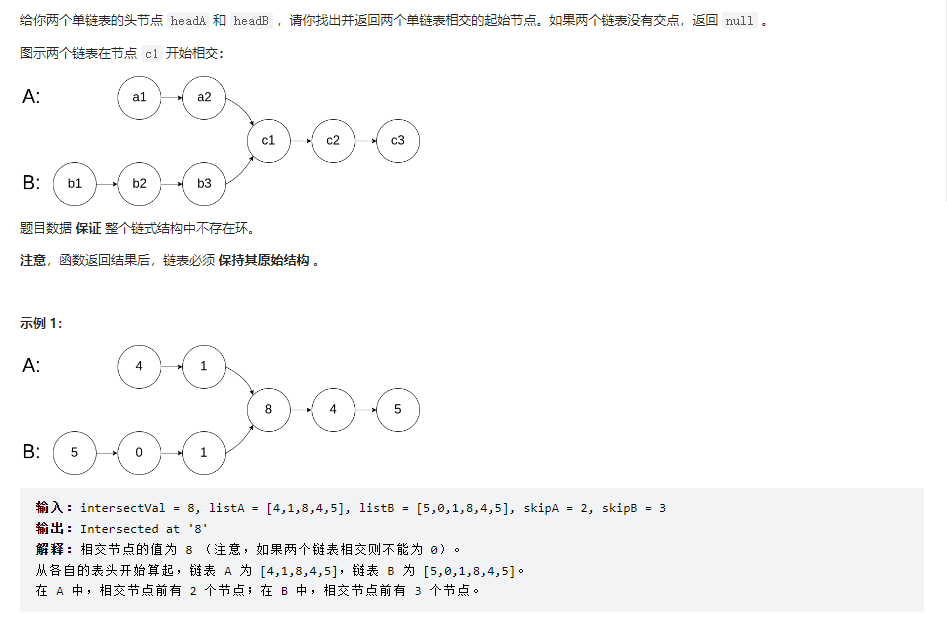 给你两个单链表的头节点 headA 和 headB ，请你找出并返回两个单链表相交的起始节点。如果两个链表没有交点，返回 null 。
图示两个链表在节点 c1 开始相交：
A:
a1
a2
c1
c2
c3
B:
b1
b2
b3
题目数据 保证 整个链式结构中不存在环。
注意，函数返回结果后，链表必须 保持其原始结构 。
示例 1：
A:
4
1
8
4
5
B:
5
0
1
输入：intersectVal = 8, listA = [4,1,8,4,5], listB = [5,0,1,8,4,5], skipA = 2, skipB = 3
输出：Intersected at '8'
解释：相交节点的值为 8 （注意，如果两个链表相交则不能为 0）。
从各自的表头开始算起，链表 A 为 [4,1,8,4,5]，链表 B 为 [5,0,1,8,4,5]。
在 A 中，相交节点前有 2 个节点；在 B 中，相交节点前有 3 个节点。